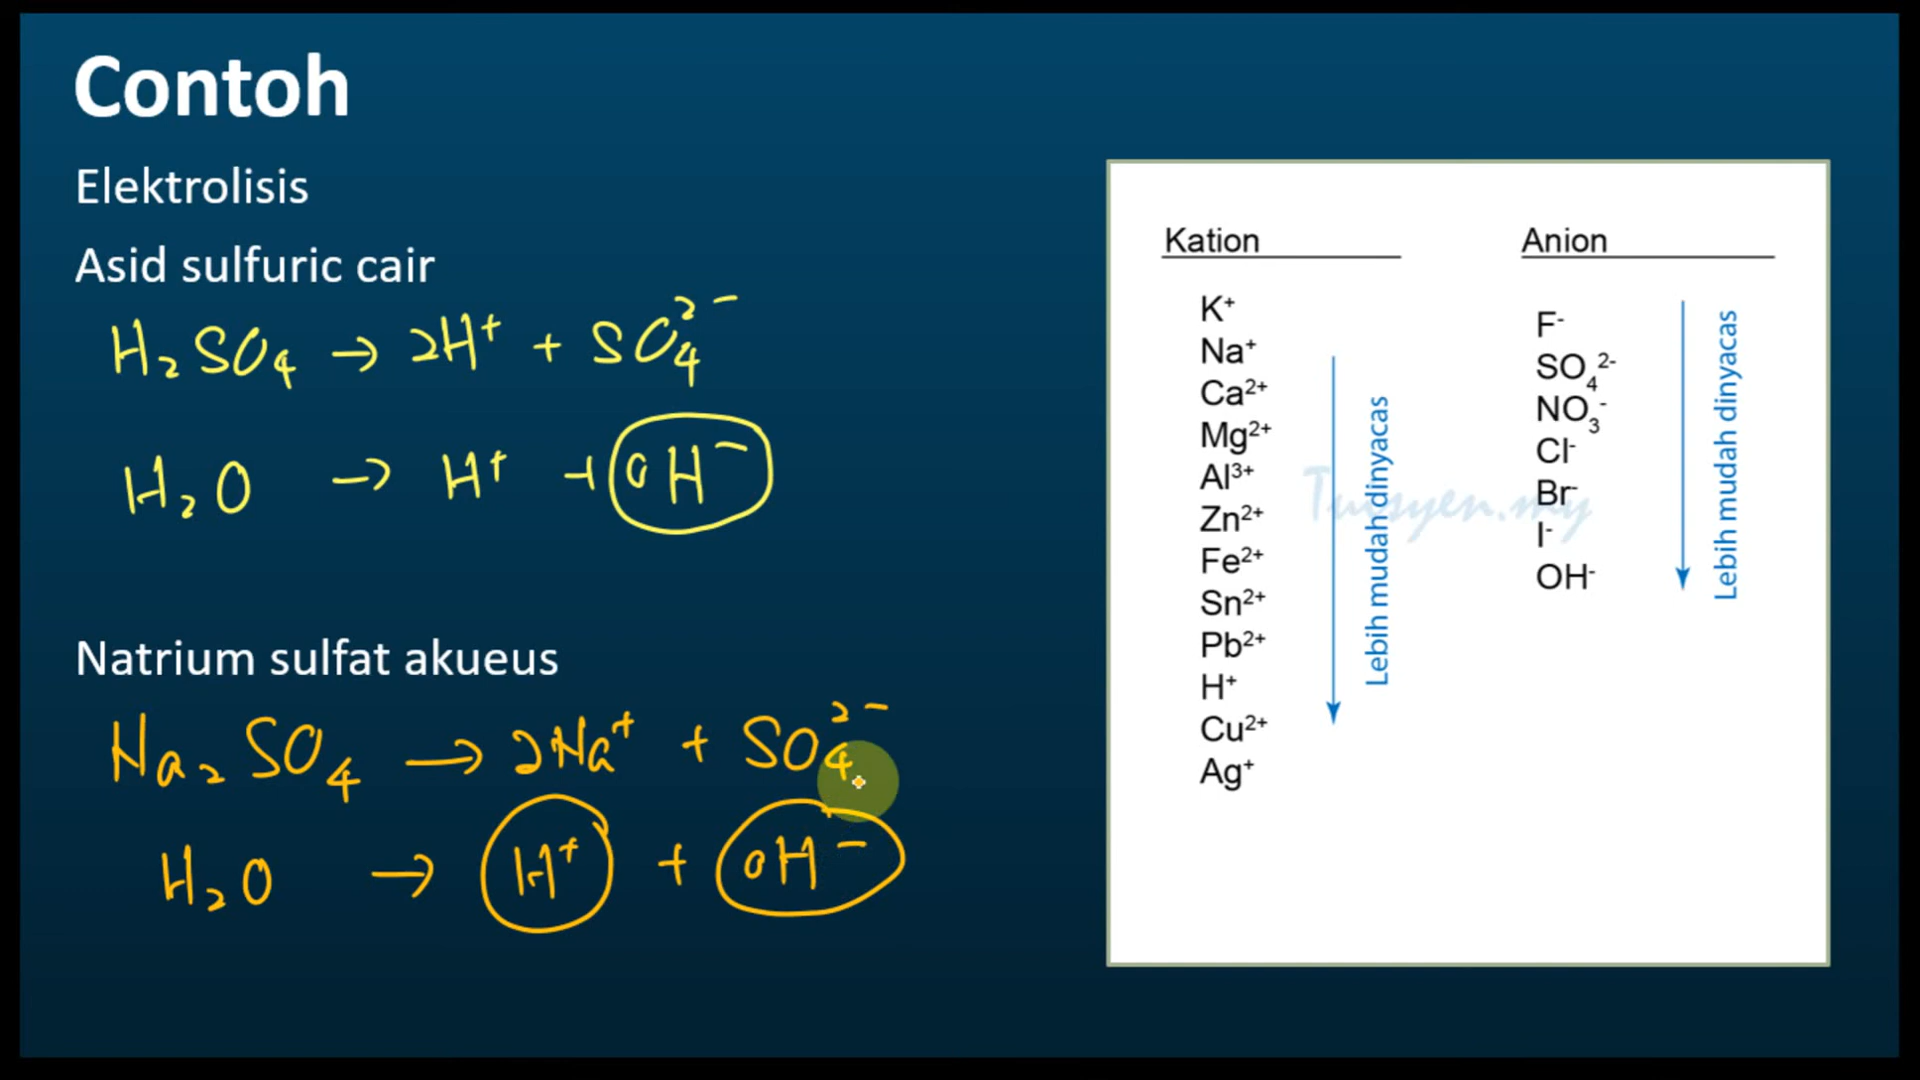 Contoh
Elektrolisis
Asid sulfuric cair
H₂SO₄ → 2H⁺ + SO₄²⁻
H₂O → H⁺ + OH⁻
Natrium sulfat akueus
Na₂SO₄ → 2Na⁺ + SO₄²⁻
H₂O → H⁺ + OH⁻
Kation
K⁺
Na⁺
Ca²⁺
Mg²⁺
Al³⁺
Zn²⁺
Fe²⁺
Sn²⁺
Pb²⁺
H⁺
Cu²⁺
Ag⁺
Lebih mudah dinyacas
Anion
F⁻
SO₄²⁻
NO₃⁻
Cl⁻
Br⁻
I⁻
OH⁻
Lebih mudah dinyacas
Tuisyen.my